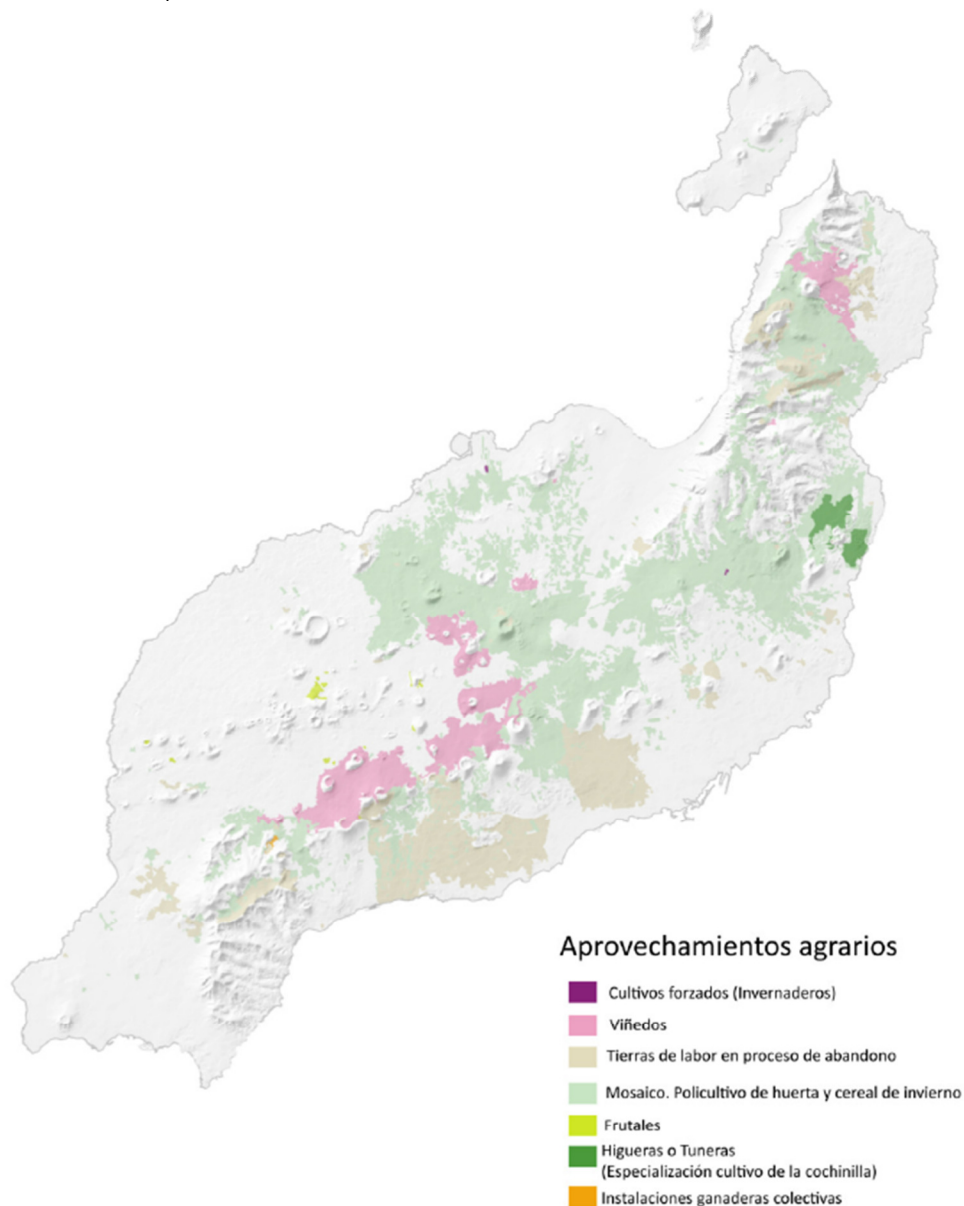 Aprovechamientos agrarios
Cultivos forzados (Invernaderos)
Viñedos
Tierras de labor en proceso de abandono
Mosaico. Policultivo de huerta y cereal de invierno
Frutales
Higueras o Tuneras
(Especialización cultivo de la cochinilla)
Instalaciones ganaderas colectivas